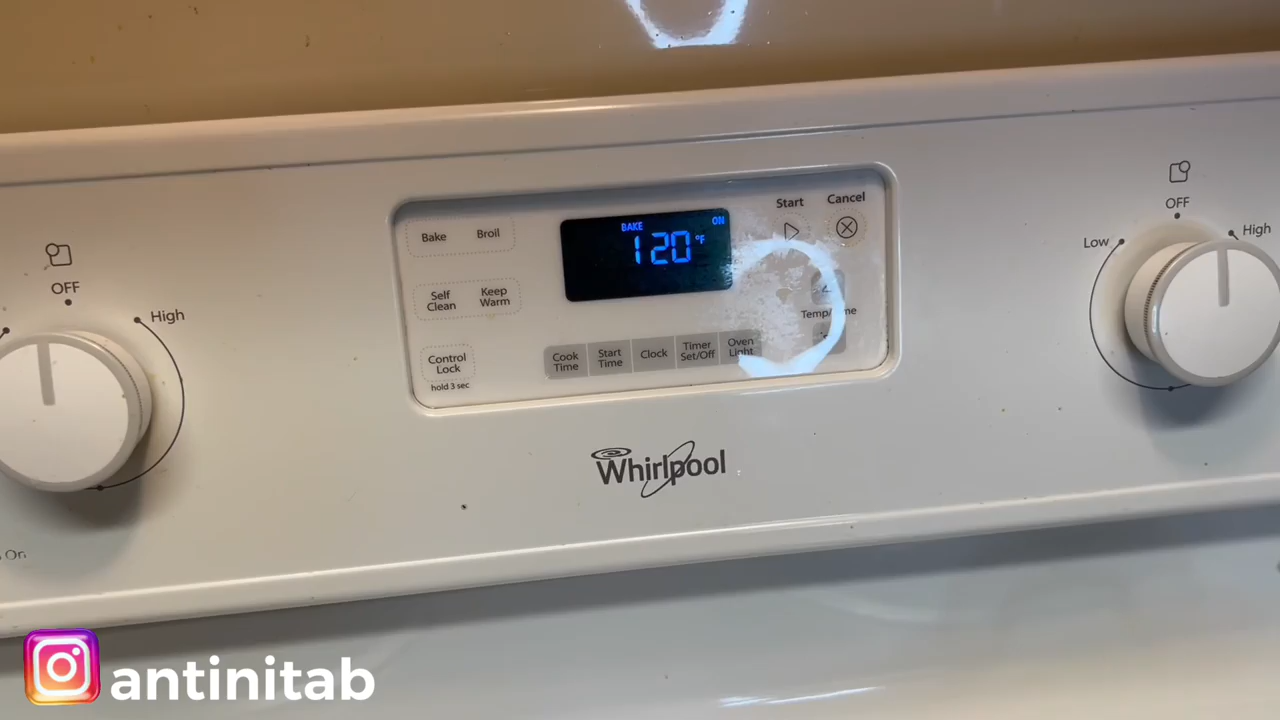 Start Cancel
Bake Broil
BAKE ON
120°F
Self Clean
Keep Warm
Control Lock
hold 3 sec
Cook Time
Start Time
Clock
Timer Set/Off
Oven Light
Whirlpool
OFF
High
On
OFF
Low
High
antinitab